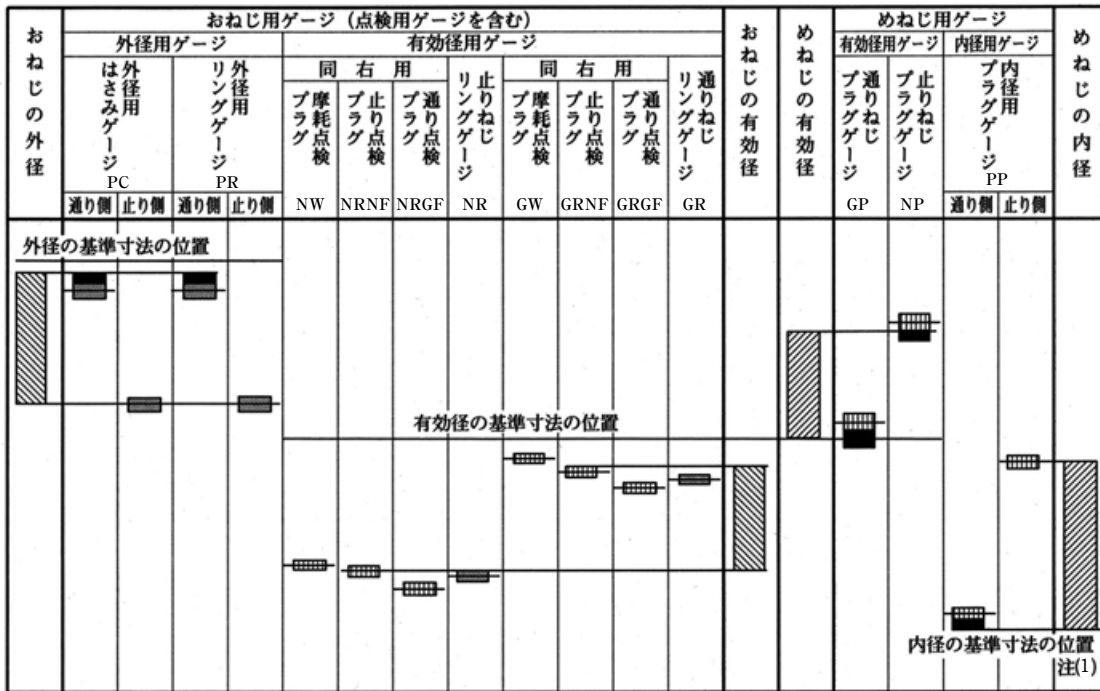 おねじの外径
おねじ用ゲージ（点検用ゲージを含む）
外径用ゲージ
有効径用ゲージ
外径用はさみゲージ
PC
外径用リングゲージ
PR
通り側
止り側
通り側
止り側
同右用
摩耗点検プラグ
NW
止り点検プラグ
NRNF
通り点検プラグ
NRGF
止りねじリングゲージ
NR
同右用
摩耗点検プラグ
GW
止り点検プラグ
GRNF
通り点検プラグ
GRGF
通りねじリングゲージ
GR
おねじの有効径
めねじの有効径
めねじ用ゲージ
有効径用ゲージ
内径用ゲージ
通りねじプラグゲージ
GP
止りねじプラグゲージ
NP
内径用プラグゲージ
PP
通り側
止り側
めねじの内径
外径の基準寸法の位置
有効径の基準寸法の位置
内径の基準寸法の位置
注(1)